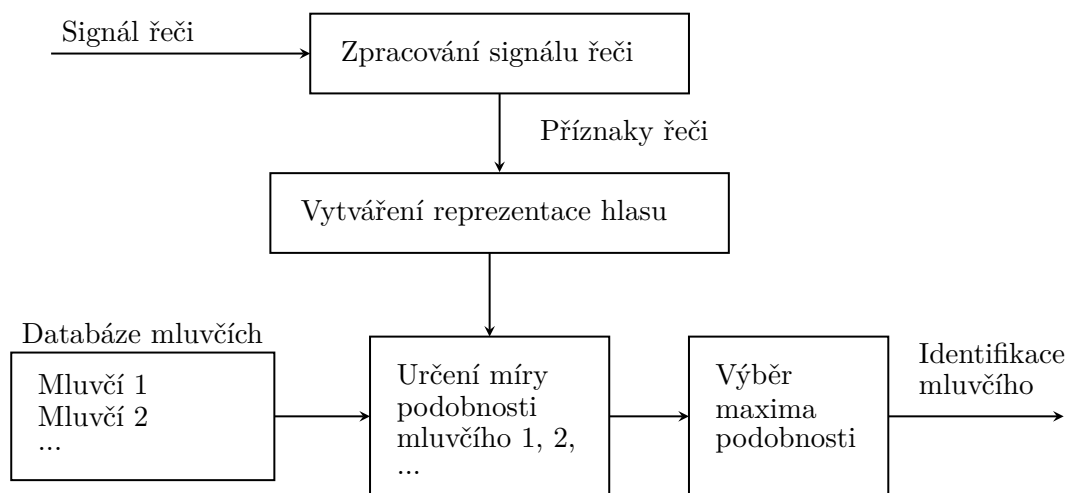 Signál řeči
Zpracování signálu řeči
Příznaky řeči
Vytváření reprezentace hlasu
Databáze mluvčích
Mluvčí 1
Mluvčí 2
...
Určení míry
podobnosti
mluvčího 1, 2,
...
Výběr
maxima
podobnosti
Identifikace
mluvčího